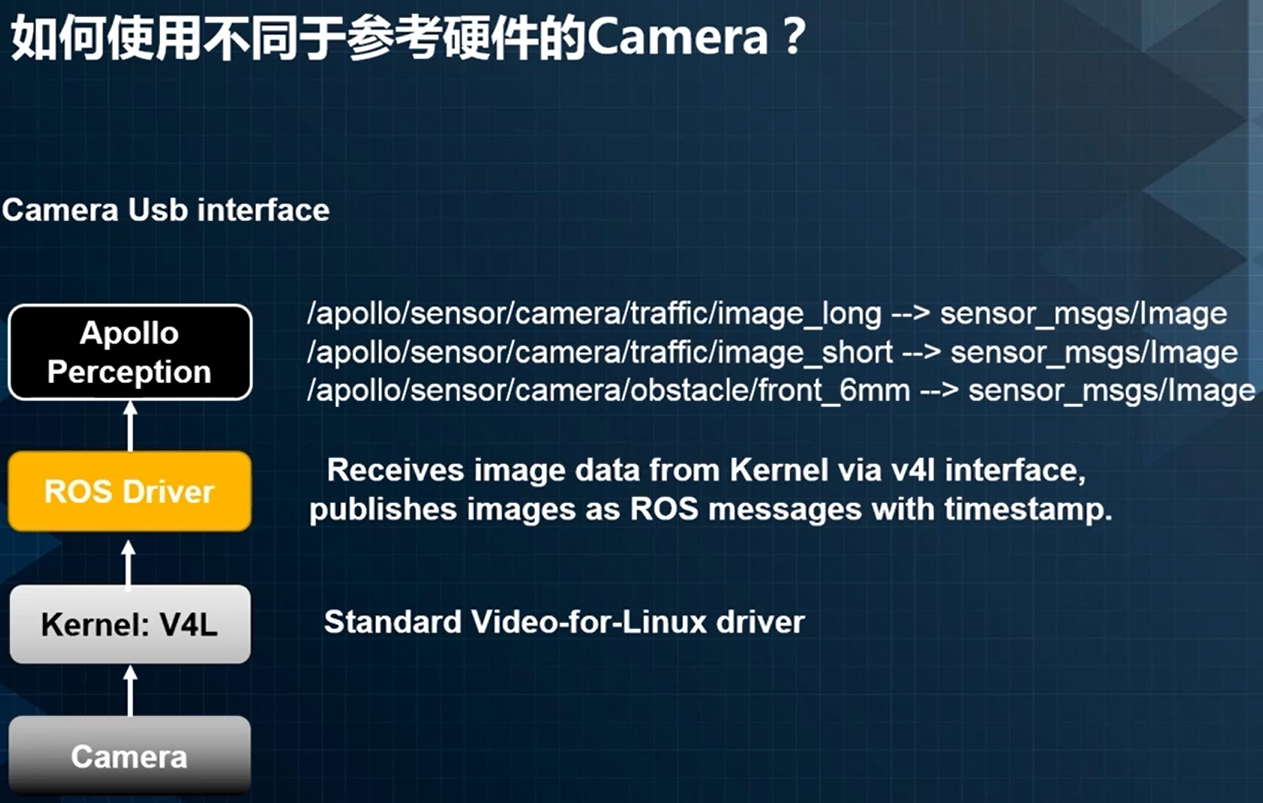 如何使用不同于参考硬件的Camera？
Camera Usb interface
Apollo
Perception
/apollo/sensor/camera/traffic/image_long --> sensor_msgs/Image
/apollo/sensor/camera/traffic/image_short --> sensor_msgs/Image
/apollo/sensor/camera/obstacle/front_6mm --> sensor_msgs/Image
ROS Driver
Receives image data from Kernel via v4l interface,
publishes images as ROS messages with timestamp.
Kernel: V4L
Standard Video-for-Linux driver
Camera